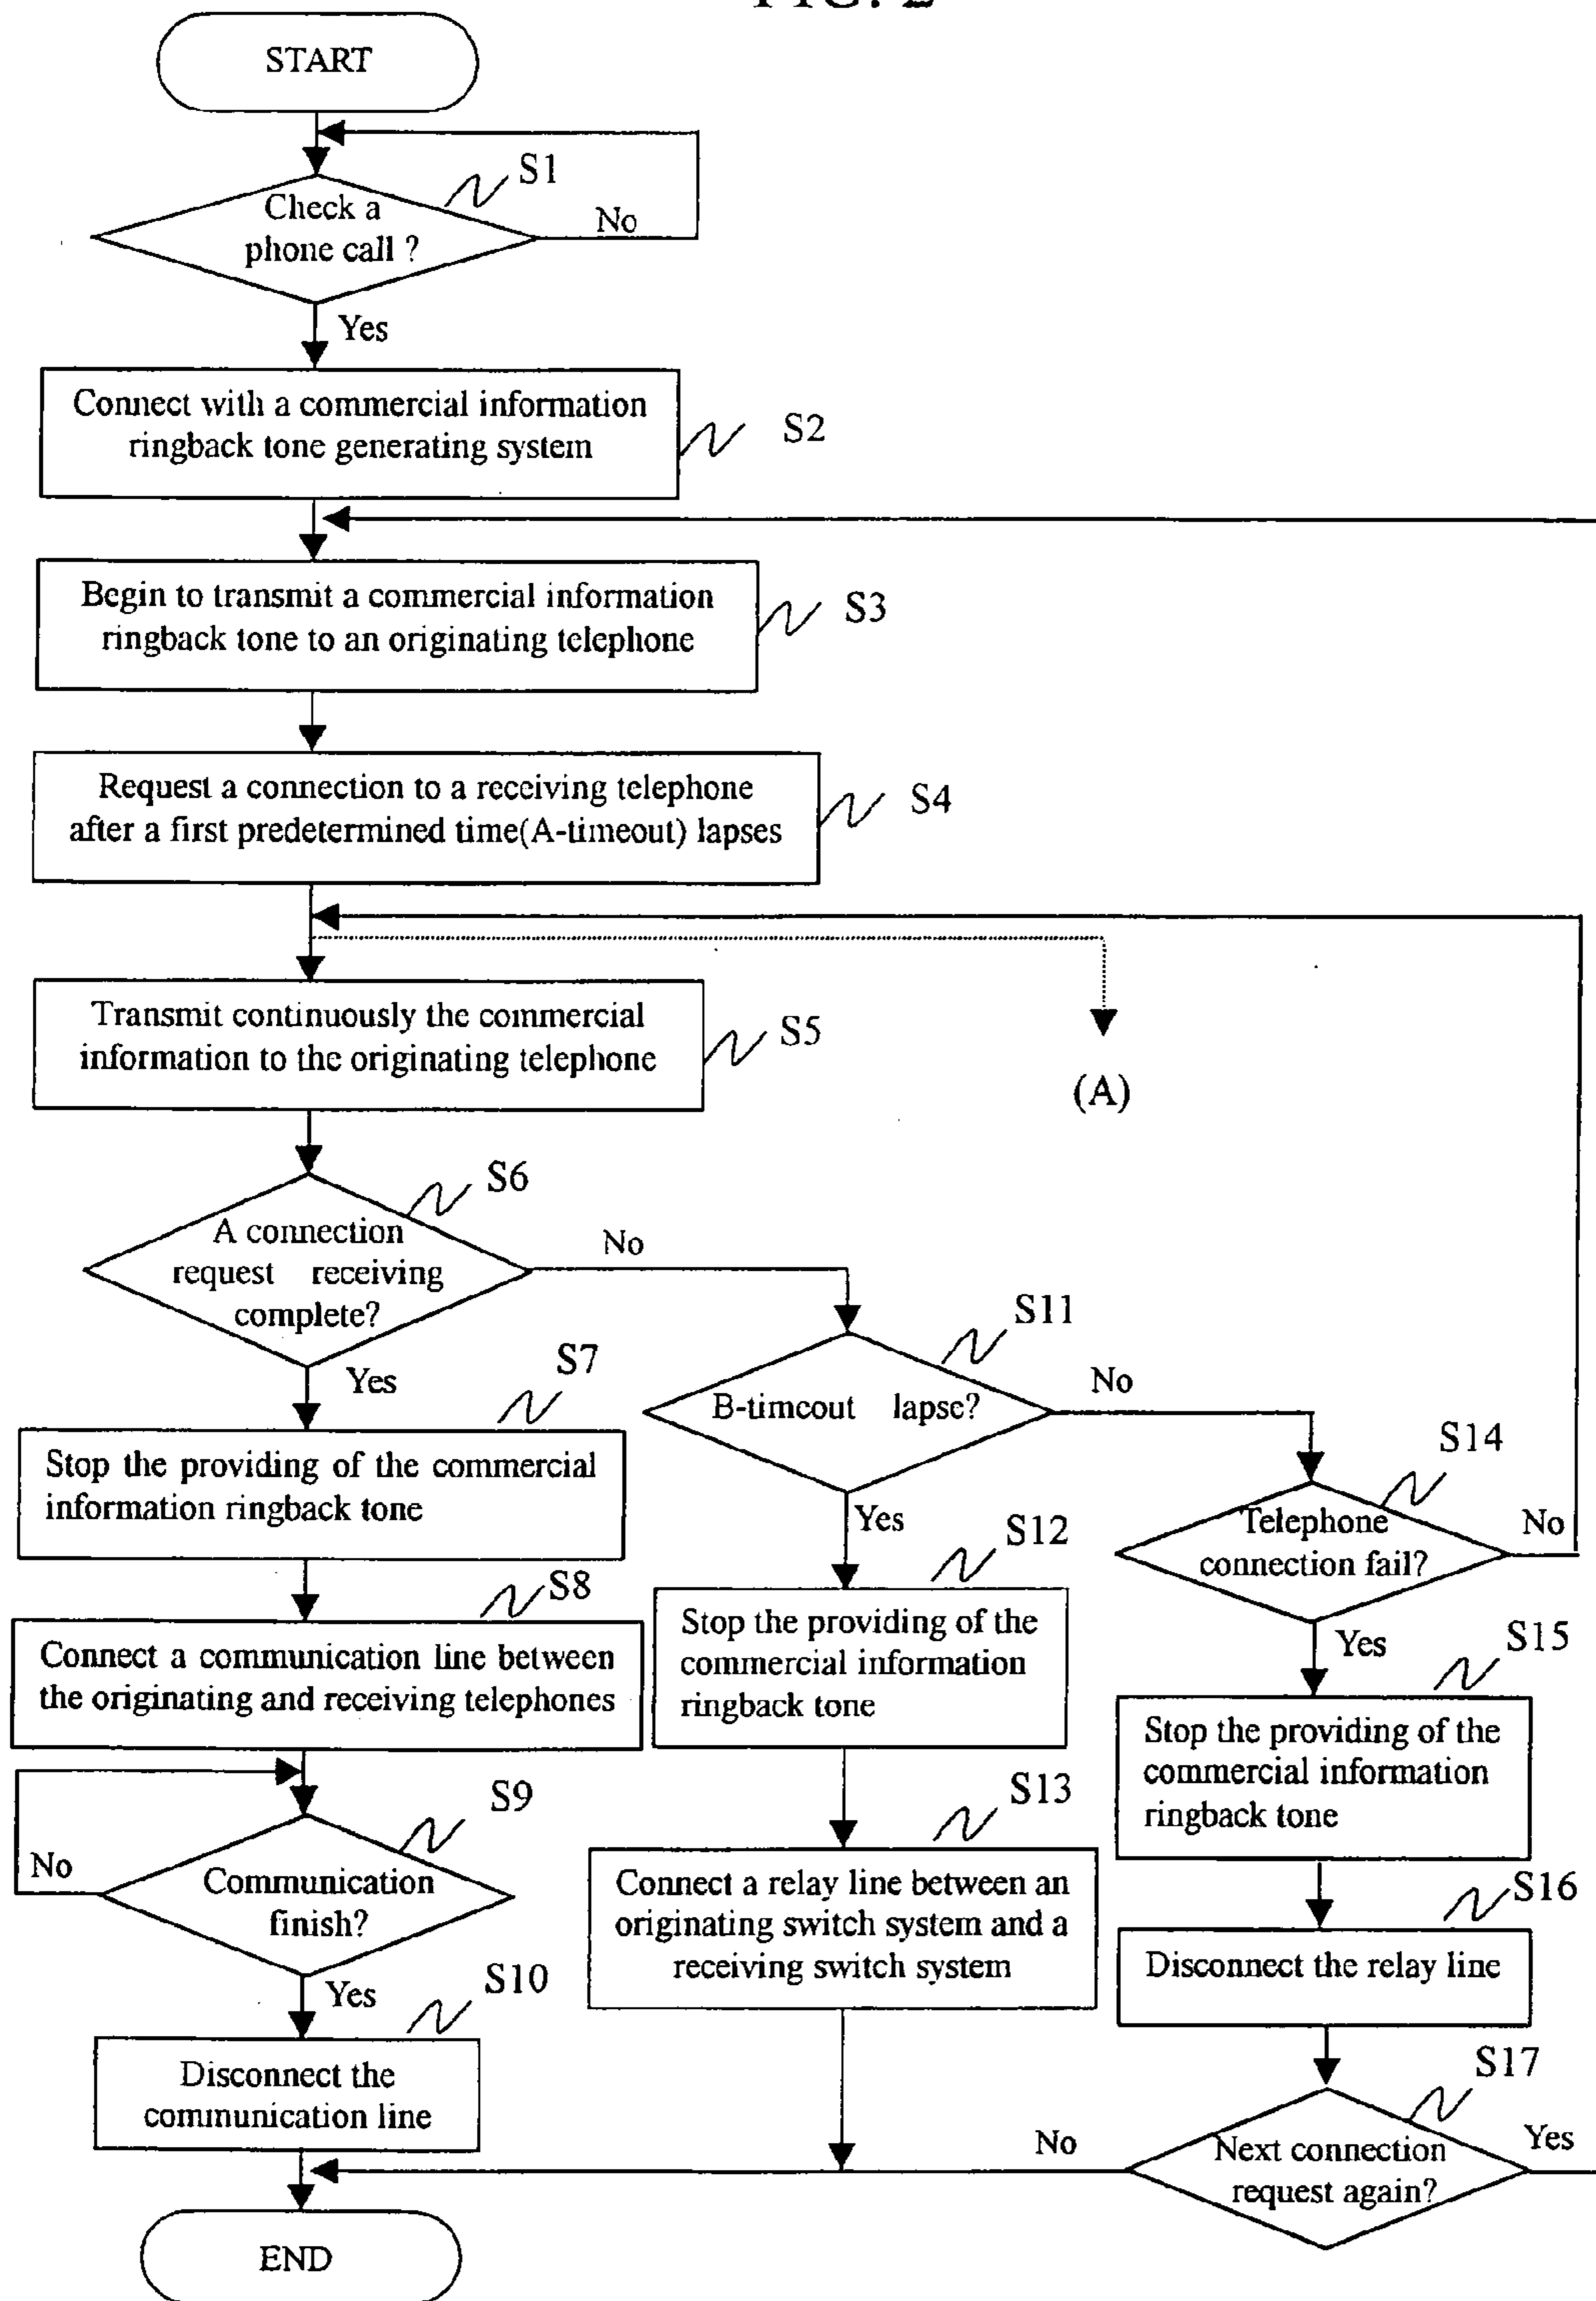 FIG. 2
START
S1
Check a
phone call ?
No
Yes
Connect with a commercial information
ringback tone generating system
S2
Begin to transmit a commercial information
ringback tone to an originating telephone
S3
Request a connection to a receiving telephone
after a first predetermined time(A-timeout) lapses
S4
Transmit continuously the commercial
information to the originating telephone
S5
(A)
S6
A connection
request receiving
complete?
No
Yes
S7
Stop the providing of the commercial
information ringback tone
S8
Connect a communication line between
the originating and receiving telephones
S9
Communication
finish?
No
Yes
S10
Disconnect the
communication line
S11
B-timeout lapse?
No
Yes
S12
Stop the providing of the
commercial information
ringback tone
S13
Connect a relay line between an
originating switch system and a
receiving switch system
S14
Telephone
connection fail?
No
Yes
S15
Stop the providing of the
commercial information
ringback tone
S16
Disconnect the relay line
S17
Next connection
request again?
No
Yes
END